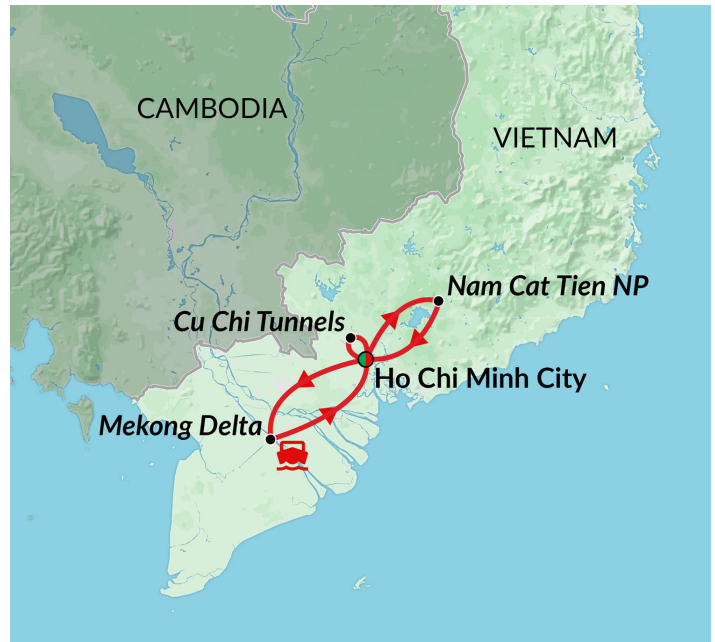 CAMBODIA
VIETNAM
Nam Cat Tien NP
Cu Chi Tunnels
Ho Chi Minh City
Mekong Delta